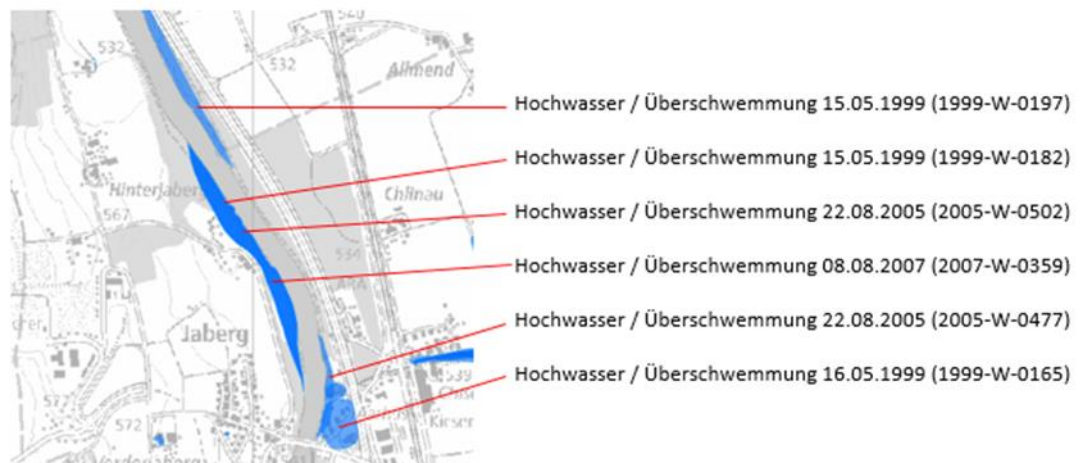 540
532
532
Allmend
Hochwasser / Überschwemmung 15.05.1999 (1999-W-0197)
Hochwasser / Überschwemmung 15.05.1999 (1999-W-0182)
Hinterjaberg
Chlinau
567
Hochwasser / Überschwemmung 22.08.2005 (2005-W-0502)
534
Hochwasser / Überschwemmung 08.08.2007 (2007-W-0359)
Jaberg
Hochwasser / Überschwemmung 22.08.2005 (2005-W-0477)
539
Hochwasser / Überschwemmung 16.05.1999 (1999-W-0165)
572
Kiesen
Vorderjaberg